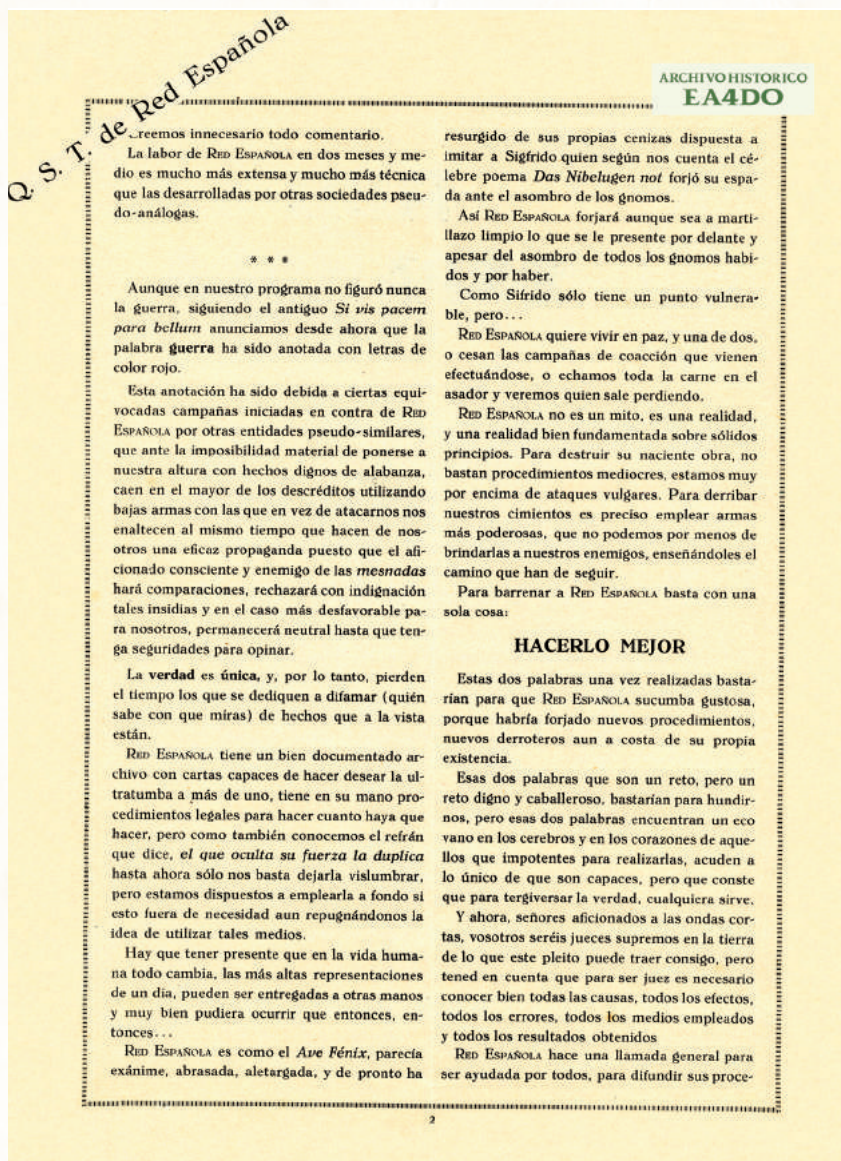 Q. S. T. de Red Española
ARCHIVO HISTORICO
EA4DO
Creemos innecesario todo comentario.
La labor de RED ESPAÑOLA en dos meses y me-
dio es mucho más extensa y mucho más técnica
que las desarrolladas por otras sociedades pseu-
do-análogas.
* * *
Aunque en nuestro programa no figuró nunca
la guerra, siguiendo el antiguo Si vis pacem
para bellum anunciamos desde ahora que la
palabra guerra ha sido anotada con letras de
color rojo.
Esta anotación ha sido debida a ciertas equi-
vocadas campañas iniciadas en contra de RED
ESPAÑOLA por otras entidades pseudo-similares,
que ante la imposibilidad material de ponerse a
nuestra altura con hechos dignos de alabanza,
caen en el mayor de los descréditos utilizando
bajas armas con las que en vez de atacarnos nos
enaltecen al mismo tiempo que hacen de nos-
otros una eficaz propaganda puesto que el afi-
cionado consciente y enemigo de las mesnadas
hará comparaciones, rechazará con indignación
tales insidias y en el caso más desfavorable pa-
ra nosotros, permanecerá neutral hasta que ten-
ga seguridades para opinar.
La verdad es única, y, por lo tanto, pierden
el tiempo los que se dediquen a difamar (quién
sabe con que miras) de hechos que a la vista
están.
RED ESPAÑOLA tiene un bien documentado ar-
chivo con cartas capaces de hacer desear la ul-
tratumba a más de uno, tiene en su mano pro-
cedimientos legales para hacer cuanto haya que
hacer, pero como también conocemos el refrán
que dice, el que oculta su fuerza la duplica
hasta ahora sólo nos basta dejarla vislumbrar,
pero estamos dispuestos a emplearla a fondo si
esto fuera de necesidad aun repugnándonos la
idea de utilizar tales medios.
Hay que tener presente que en la vida huma-
na todo cambia, las más altas representaciones
de un dia, pueden ser entregadas a otras manos
y muy bien pudiera ocurrir que entonces, en-
tonces...
RED ESPAÑOLA es como el Ave Fénix, parecía
exánime, abrasada, aletargada, y de pronto ha
resurgido de sus propias cenizas dispuesta a
imitar a Sigfrido quien según nos cuenta el cé-
lebre poema Das Nibelugen not forjó su espa-
da ante el asombro de los gnomos.
Así RED ESPAÑOLA forjará aunque sea a marti-
llazo limpio lo que se le presente por delante y
apesar del asombro de todos los gnomos habi-
dos y por haber.
Como Sifrido sólo tiene un punto vulnera-
ble, pero...
RED ESPAÑOLA quiere vivir en paz, y una de dos,
o cesan las campañas de coacción que vienen
efectuándose, o echamos toda la carne en el
asador y veremos quien sale perdiendo.
RED ESPAÑOLA no es un mito, es una realidad,
y una realidad bien fundamentada sobre sólidos
principios. Para destruir su naciente obra, no
bastan procedimientos mediocres, estamos muy
por encima de ataques vulgares. Para derribar
nuestros cimientos es preciso emplear armas
más poderosas, que no podemos por menos de
brindarlas a nuestros enemigos, enseñándoles el
camino que han de seguir.
Para barrenar a RED ESPAÑOLA basta con una
sola cosa:
HACERLO MEJOR
Estas dos palabras una vez realizadas basta-
rían para que RED ESPAÑOLA sucumba gustosa,
porque habría forjado nuevos procedimientos,
nuevos derroteros aun a costa de su propia
existencia.
Esas dos palabras que son un reto, pero un
reto digno y caballeroso, bastarían para hundir-
nos, pero esas dos palabras encuentran un eco
vano en los cerebros y en los corazones de aque-
llos que impotentes para realizarlas, acuden a
lo único de que son capaces, pero que conste
que para tergiversar la verdad, cualquiera sirve.
Y ahora, señores aficionados a las ondas cor-
tas, vosotros seréis jueces supremos en la tierra
de lo que este pleito puede traer consigo, pero
tened en cuenta que para ser juez es necesario
conocer bien todas las causas, todos los efectos,
todos los errores, todos los medios empleados
y todos los resultados obtenidos
RED ESPAÑOLA hace una llamada general para
ser ayudada por todos, para difundir sus proce-
2